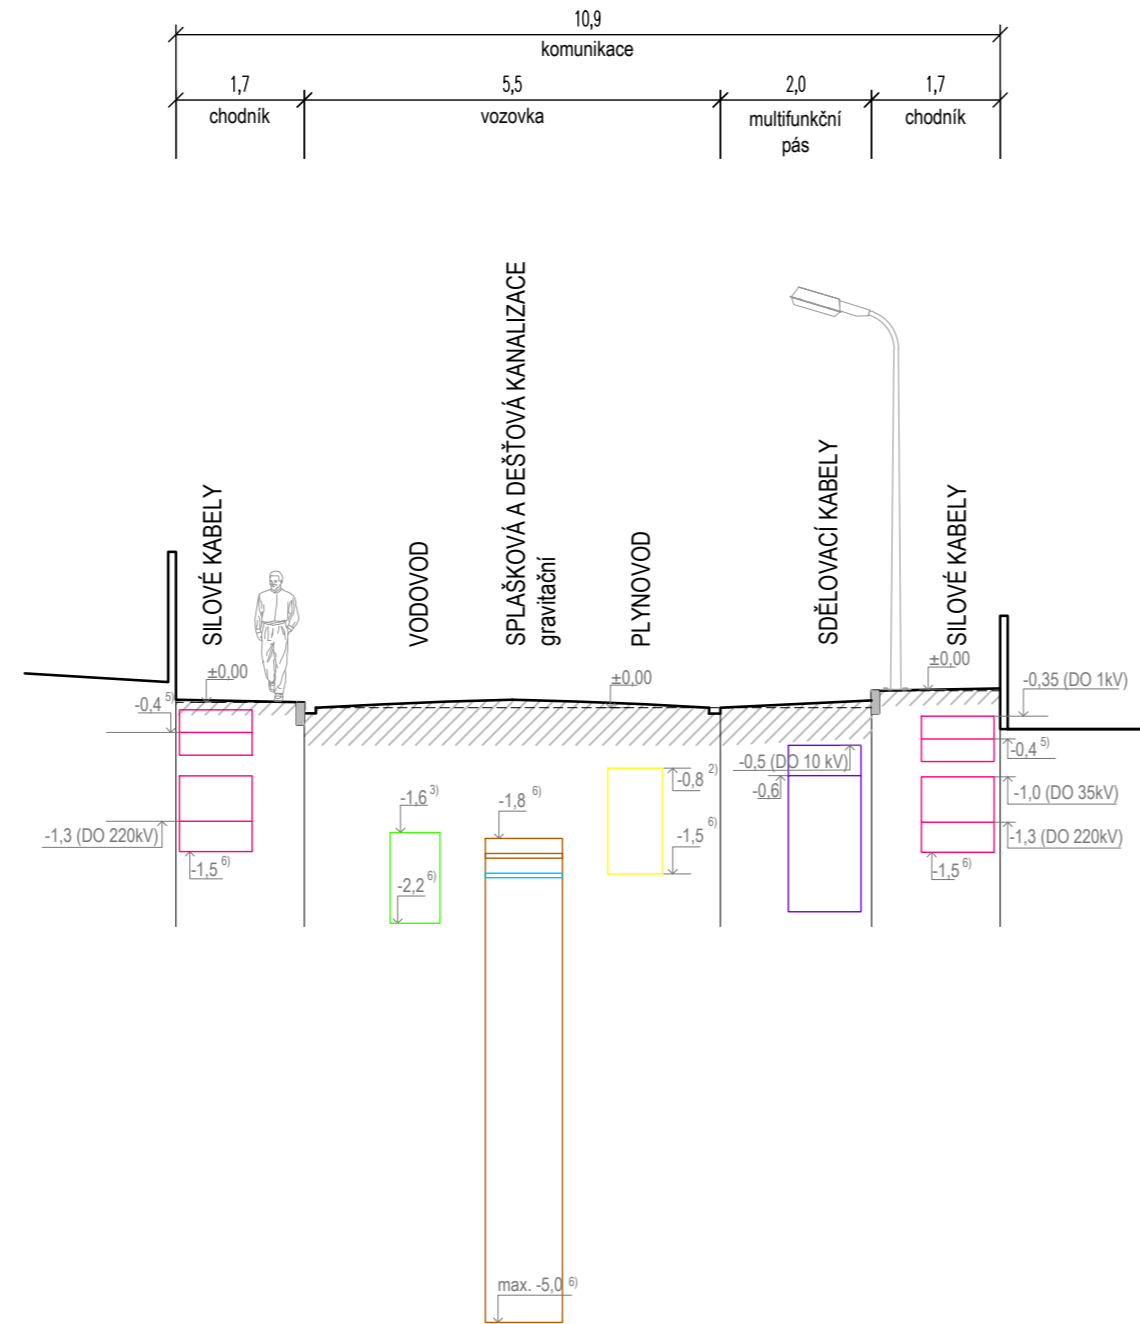 10,9
komunikace
1,7
5,5
2,0
1,7
chodník
vozovka
multifunkční
pás
chodník
SILOVÉ KABELY
VODOVOD
SPLAŠKOVÁ A DEŠŤOVÁ KANALIZACE
gravitační
PLYNOVOD
SDĚLOVACÍ KABELY
SILOVÉ KABELY
±0,00
±0,00
±0,00
-0,4 5)
-0,35 (DO 1kV)
-0,4 5)
-0,5 (DO 10 kV)
-0,6
-0,8 2)
-1,0 (DO 35kV)
-1,6 3)
-1,8 6)
-1,3 (DO 220kV)
-1,3 (DO 220kV)
-1,5 6)
-1,5 6)
-1,5 6)
-2,2 6)
max. -5,0 6)